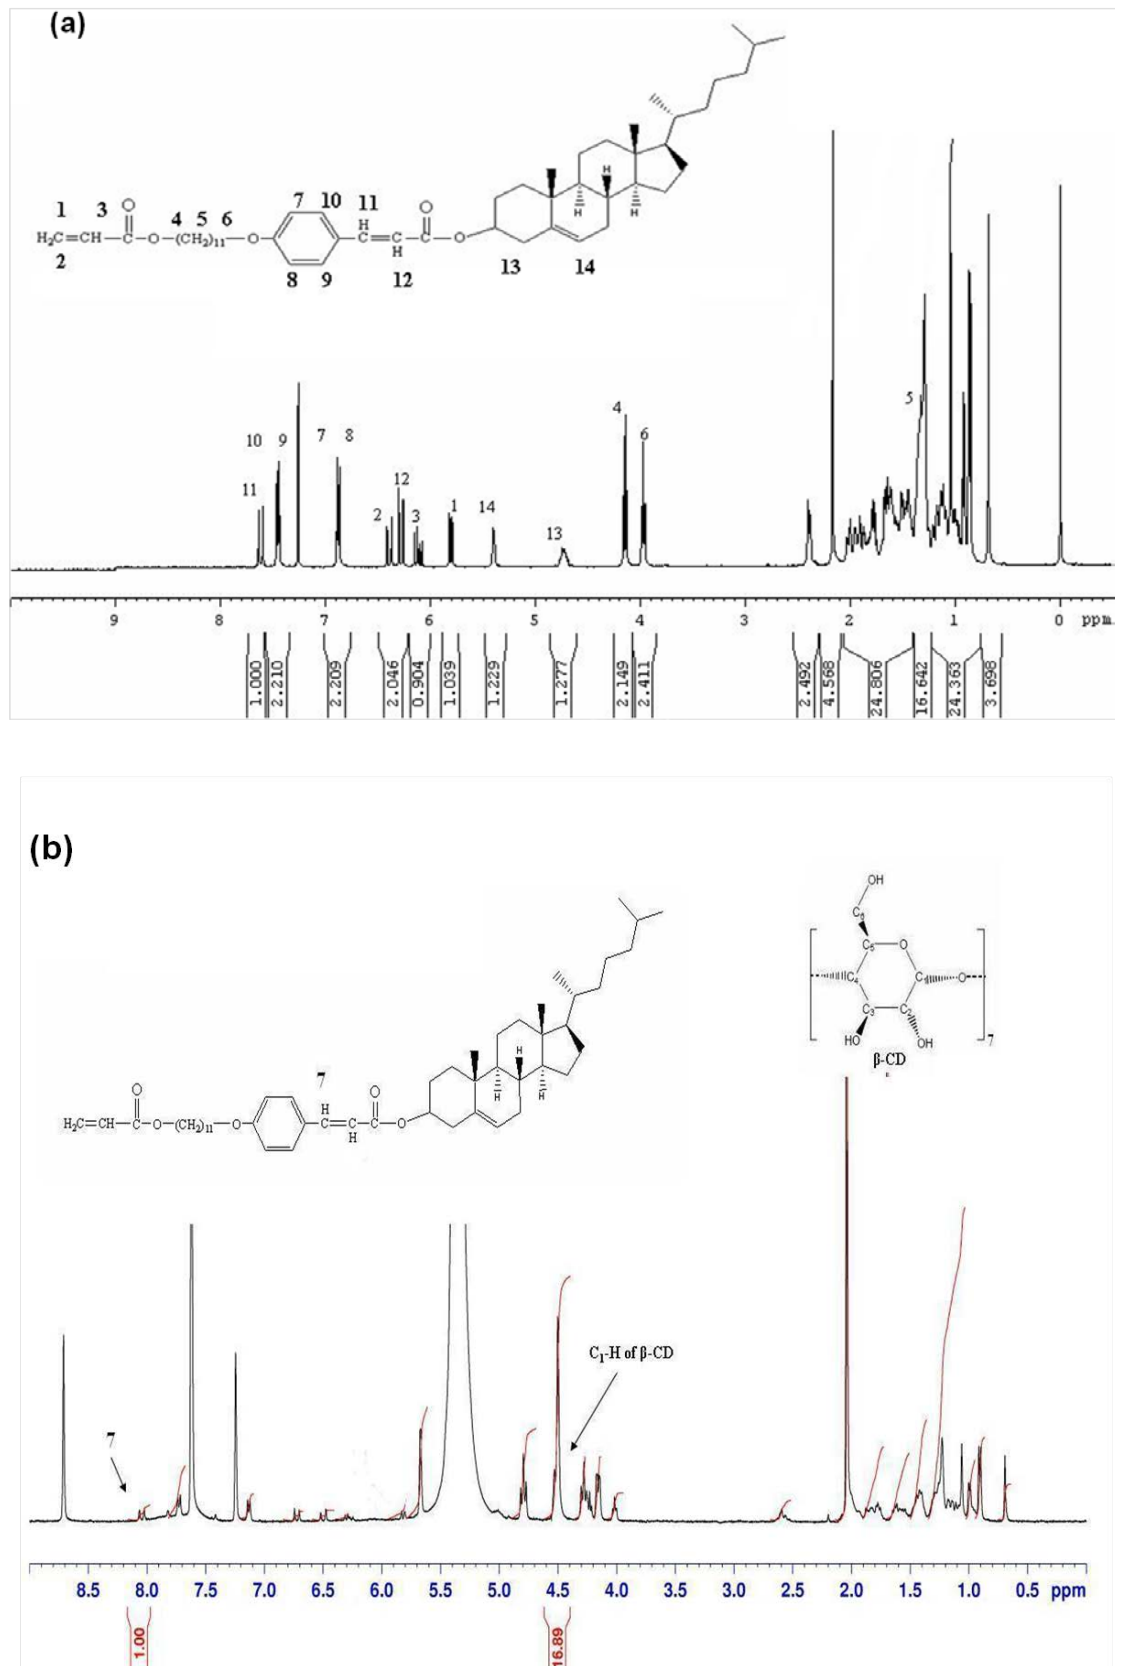 (a)
7 10 11 O H
1 3 O 4 5 6 H O H H
H₂C CH O (CH₂)₁₁ O H O
2 8 9 12 13 14
5
4
6
10 9 7 8
11 12
2 3 1 14 13
9 8 7 6 5 4 3 2 1 0 ppm
1.000 2.210 2.209 2.046 0.904 1.039 1.229 1.277 2.149 2.411 2.492 4.568 24.806 16.642 24.363 3.698
(b)
OH
C₆
C₅ O
C₄ C₁ O
C₃ C₂
HO OH 7
β-CD
7 H
O H O H H
H₂C CH C O (CH₂)₁₁ O C C C O
H
C₁-H of β-CD
7
8.5 8.0 7.5 7.0 6.5 6.0 5.5 5.0 4.5 4.0 3.5 3.0 2.5 2.0 1.5 1.0 0.5 ppm
1.00 16.89